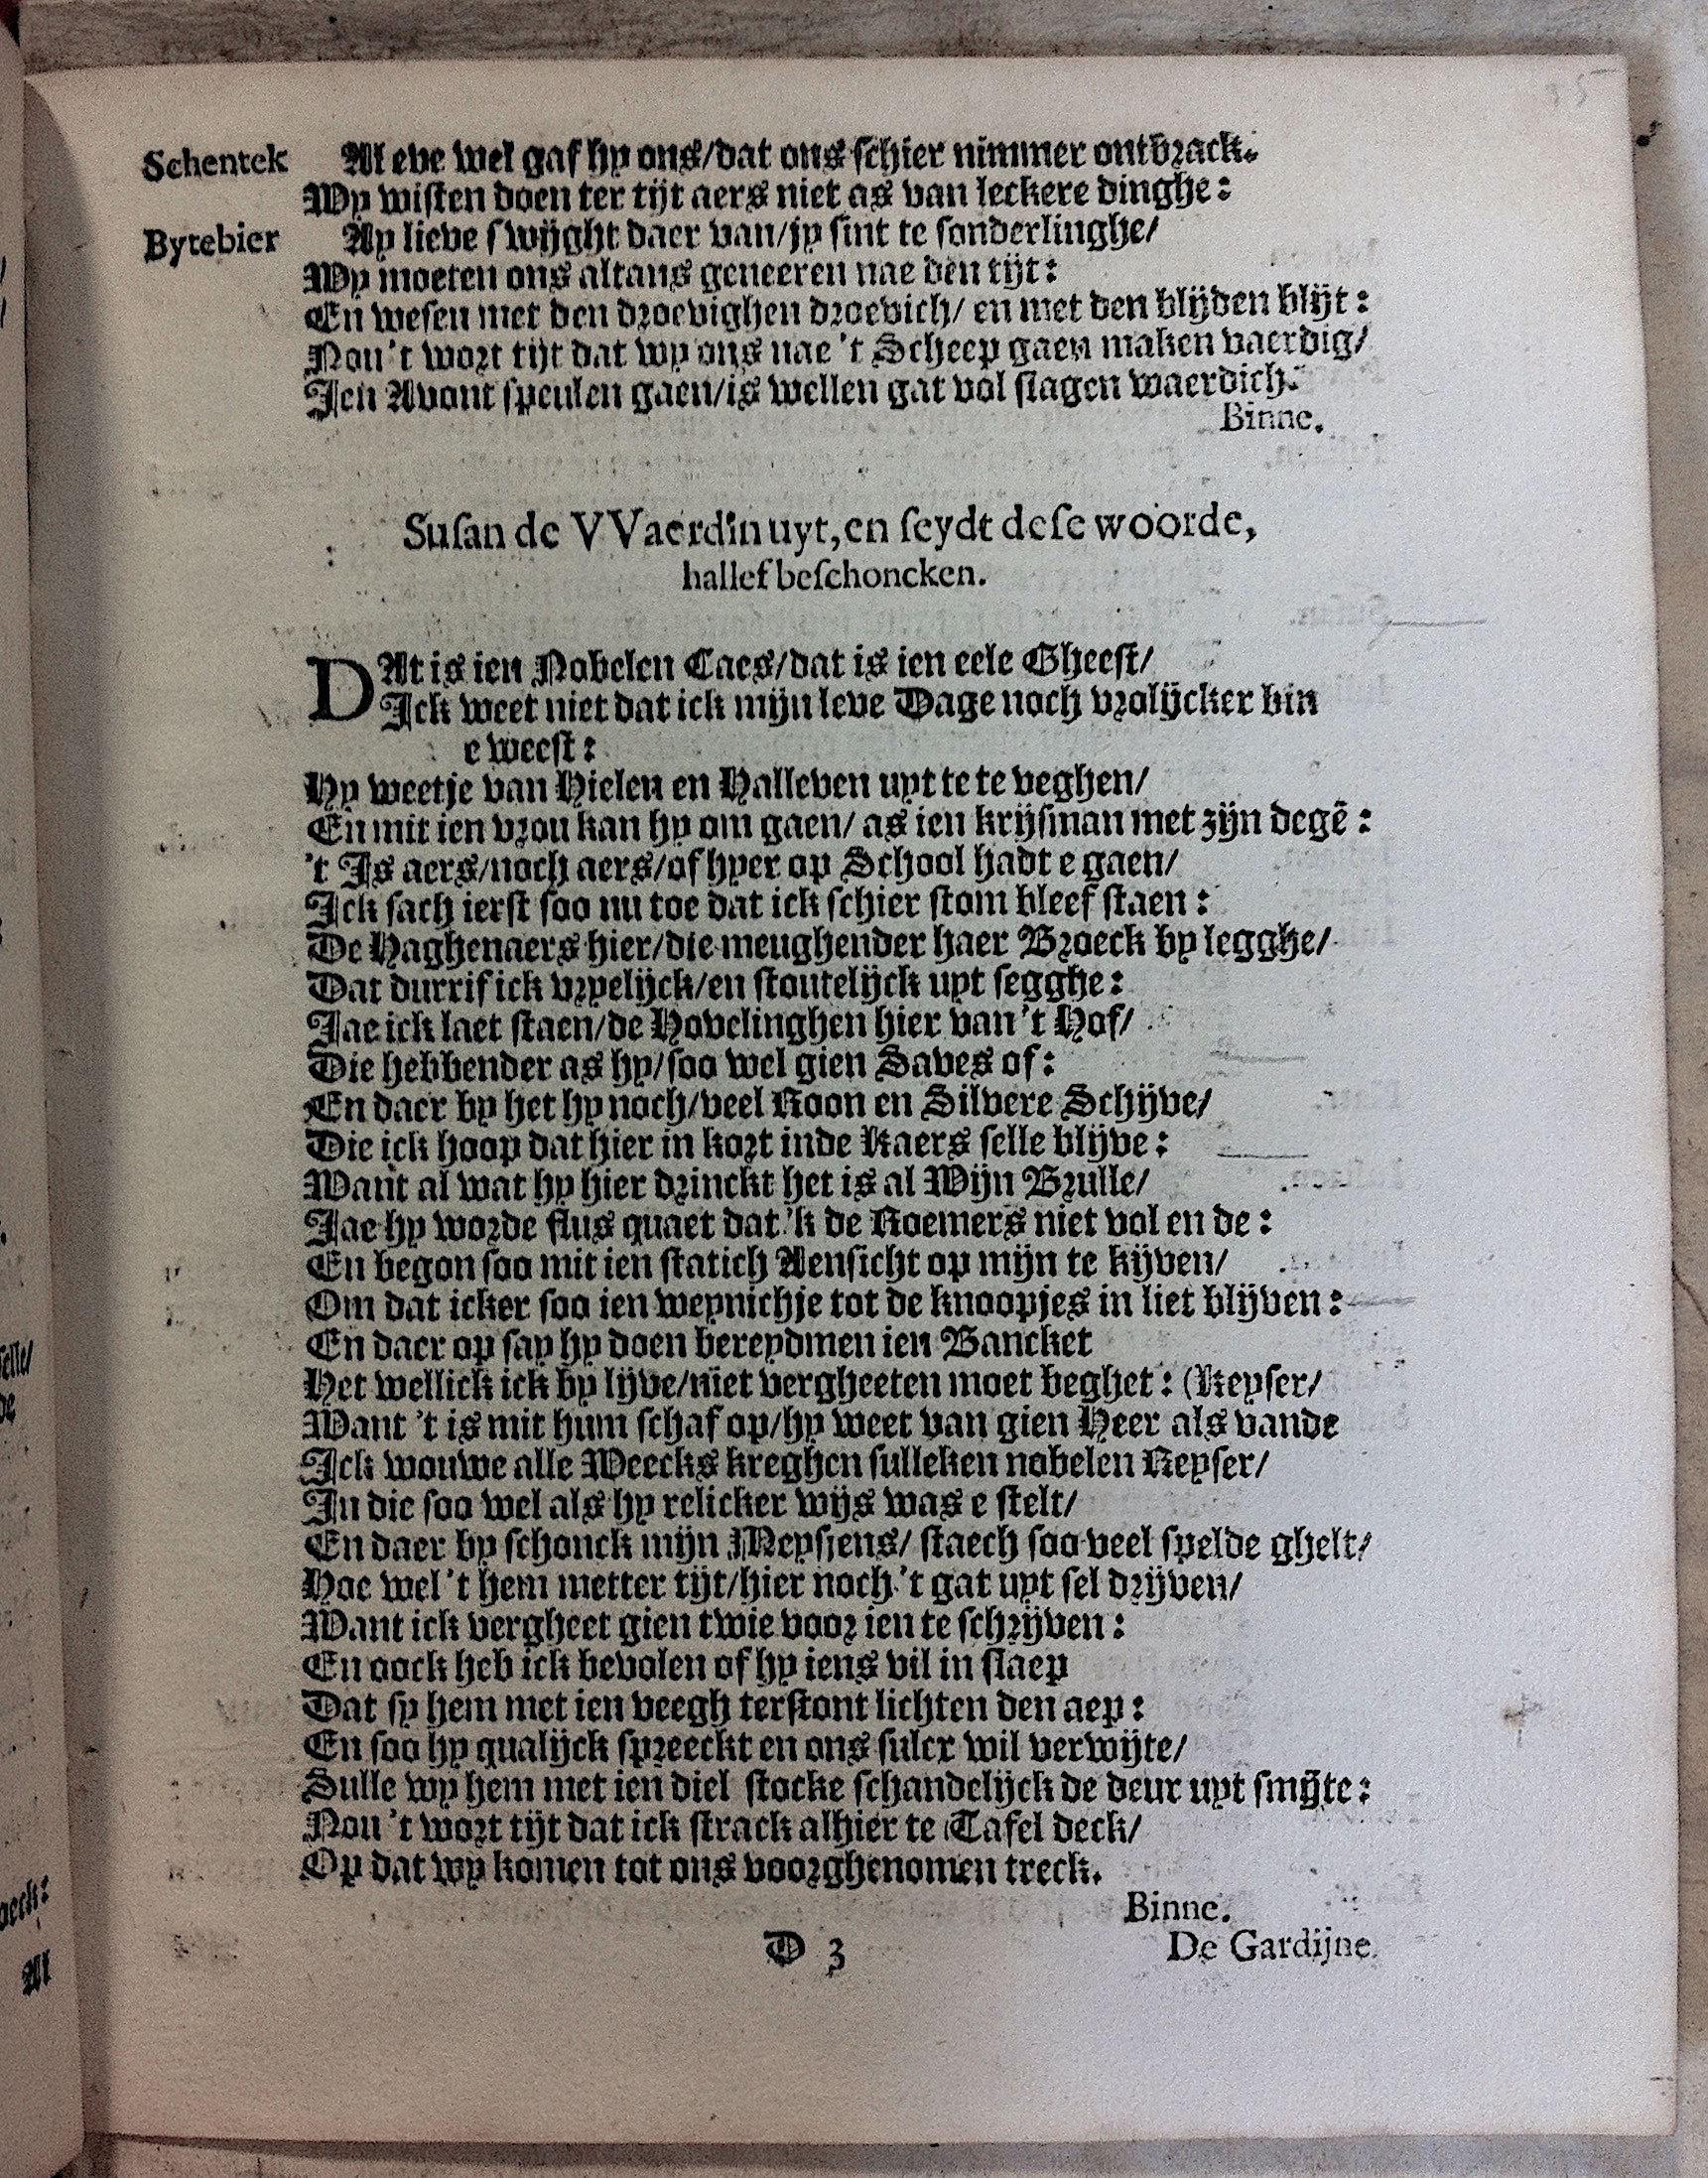 Schentek Al eve wel gaf hy ons/dat ons schier nimmer ontbrack.
Wy wisten doen ter tijt aers niet as van leckere dinghe:
Bytebier Ay lieve swijght daer van/jy sint te sonderlinghe/
Wy moeten ons altans geneeren nae den tijt:
En wesen met den droevighen droevich/ en met den blijden blijt:
Nou 't wort tijt dat wy ons nae 't Scheep gaen maken vaerdig/
Ien Avont speulen gaen/is wellen gat vol slagen waerdich.
Binne.
Susan de VVaerdin uyt, en seydt dese woorde,
hallef beschoncken.
DAt is ien Nobelen Caes/dat is ien eele Gheest/
Ick weet niet dat ick mijn leve Dage noch vrolijcker bin
e weest:
Hy weetje van Hielen en Halleven uyt te te veghen/
En mit ien vrou kan hy om gaen/ as ien krijsman met zijn degē:
't Is aers/noch aers/of hyer op School hadt e gaen/
Ick sach ierst soo nu toe dat ick schier stom bleef staen:
De Haghenaers hier/die meughender haer Broeck by legghe/
Dat durrif ick vrpelijck/en stoutelijck uyt segghe:
Jae ick laet staen/de Hovelinghen hier van 't Hof/
Die hebbender as hy/soo wel gien Saves of:
En daer by het hy noch/veel Roon en Silvere Schijve/
Die ick hoop dat hier in kort inde Kaers selle blijve:
Want al wat hy hier drinckt het is al Wijn Brulle/
Jae hy worde flus quaet dat 'k de Roemers niet vol en de:
En begon soo mit ien statich Aensicht op mijn te kijven/
Om dat icker soo ien weynichje tot de knoopjes in liet blijven:
En daer op say hy doen bereydmen ien Bancket
Het wellick ick by lijve/niet vergheeten moet beghet: (Keyser/
Want 't is mit hum schaf op/hy weet van gien Heer als vande
Ick wouwe alle Weecks kreghen sulleken nobelen Reyser/
In die soo wel als hy relicker wijs was e stelt/
En daer by schonck mijn Meysjens/ staech soo veel spelde ghelt/
Hoe wel 't hem metter tijt/hier noch 't gat uyt sel drijven/
Want ick vergheet gien twie voor ien te schrijven:
En oock heb ick bevolen of hy iens vil in slaep
Dat sy hem met ien veegh terstont lichten den aep:
En soo hy qualijck spreeckt en ons sulcx wil verwijte/
Sulle wy hem met ien diel stocke schandelijck de deur uyt smijte:
Nou 't wort tijt dat ick strack alhier te Tafel deck/
Op dat wy komen tot ons voorghenomen treck.
Binne.
D 3 De Gardijne.